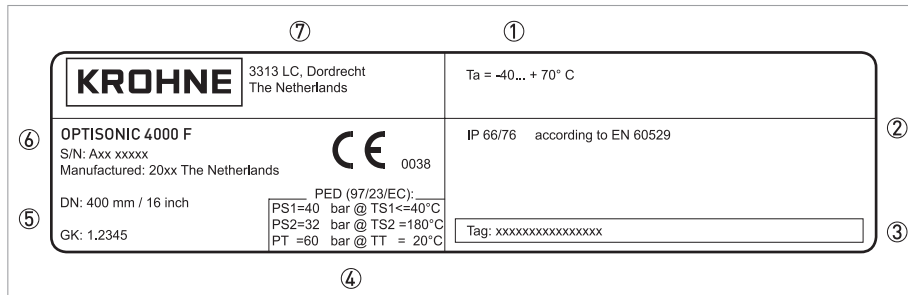 ⑦ ①
KROHNE
3313 LC, Dordrecht
The Netherlands
Ta = -40... + 70° C
⑥
OPTISONIC 4000 F
S/N: Axx xxxxx
Manufactured: 20xx The Netherlands
CE 0038
IP 66/76 according to EN 60529
②
⑤
DN: 400 mm / 16 inch
GK: 1.2345
PED (97/23/EC):
PS1=40 bar @ TS1<=40°C
PS2=32 bar @ TS2 =180°C
PT =60 bar @ TT = 20°C
Tag: xxxxxxxxxxxxxxxx
③
④